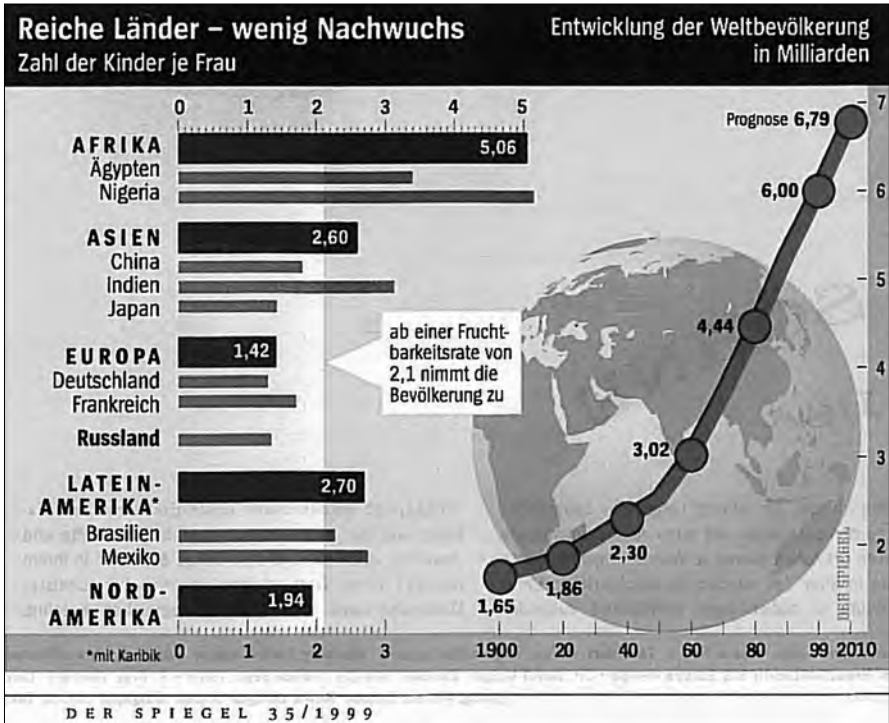 Reiche Länder – wenig Nachwuchs
Zahl der Kinder je Frau
Entwicklung der Weltbevölkerung
in Milliarden
0 1 2 3 4 5
AFRIKA 5,06
Ägypten
Nigeria
ASIEN 2,60
China
Indien
Japan
EUROPA 1,42
Deutschland
Frankreich
Russland
LATEIN-
AMERIKA* 2,70
Brasilien
Mexiko
NORD-
AMERIKA 1,94
*mit Karibik
0 1 2 3
ab einer Frucht-
barkeitsrate von
2,1 nimmt die
Bevölkerung zu
7
Prognose 6,79
6,00
6
5
4,44
4
3,02
3
2,30
2
1,86
1,65
1900 20 40 60 80 99 2010
DER SPIEGEL
DER SPIEGEL 35/1999